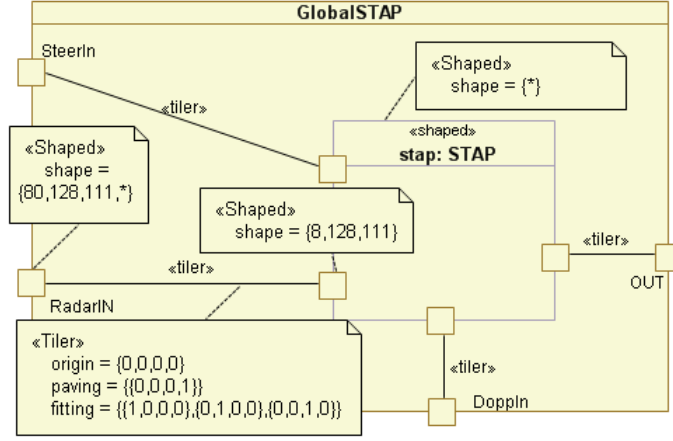 GlobalSTAP
SteerIn
«Shaped»
shape = {*}
«tiler»
«shaped»
stap: STAP
«Shaped»
shape =
{80,128,111,*}
«Shaped»
shape = {8,128,111}
«tiler»
«tiler»
OUT
RadarIN
«Tiler»
origin = {0,0,0,0}
paving = {{0,0,0,1}}
fitting = {{1,0,0,0},{0,1,0,0},{0,0,1,0}}
«tiler»
DoppIn